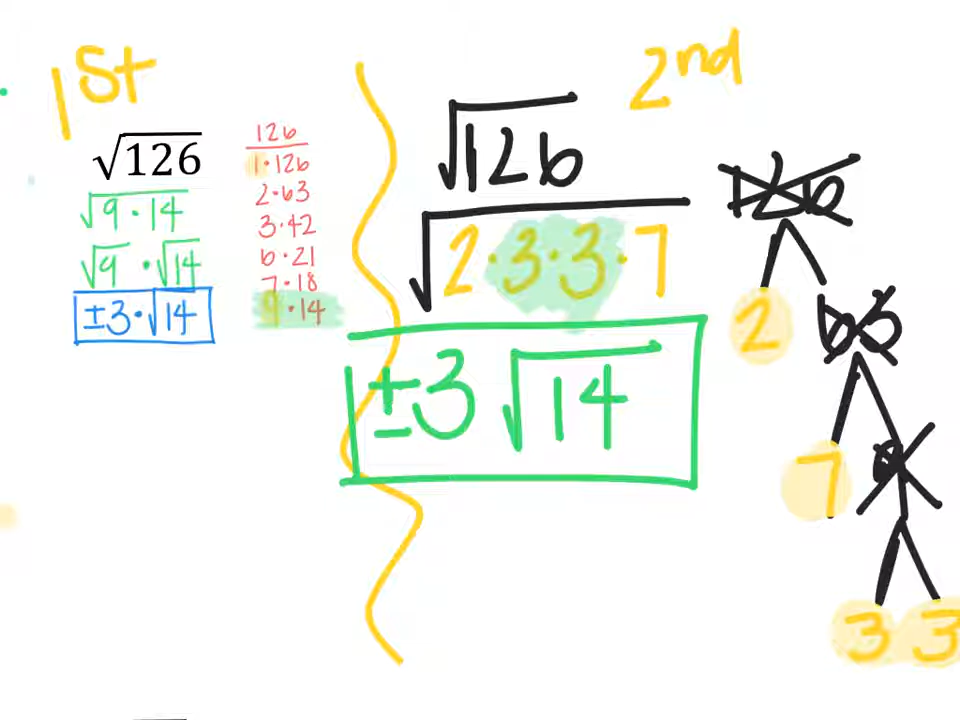 1st
√126
√9 · 14
√9 · √14
±3 · √14
126
1 · 126
2 · 63
3 · 42
6 · 21
7 · 18
9 · 14
2nd
√126
√2 · 3 · 3 · 7
±3 √14
126
2
63
7
9
3 3